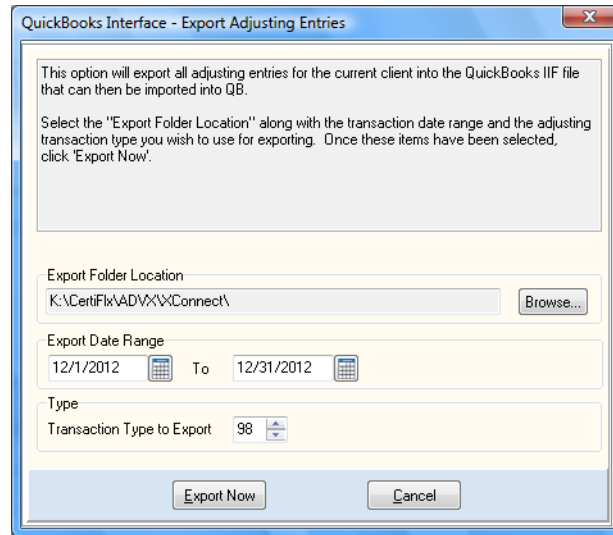 QuickBooks Interface - Export Adjusting Entries
This option will export all adjusting entries for the current client into the QuickBooks IIF file
that can then be imported into QB.
Select the "Export Folder Location" along with the transaction date range and the adjusting
transaction type you wish to use for exporting. Once these items have been selected,
click 'Export Now'.
Export Folder Location
K:\CertiFlx\ADVX\XConnect\ Browse...
Export Date Range
12/1/2012 To 12/31/2012
Type
Transaction Type to Export 98
Export Now Cancel